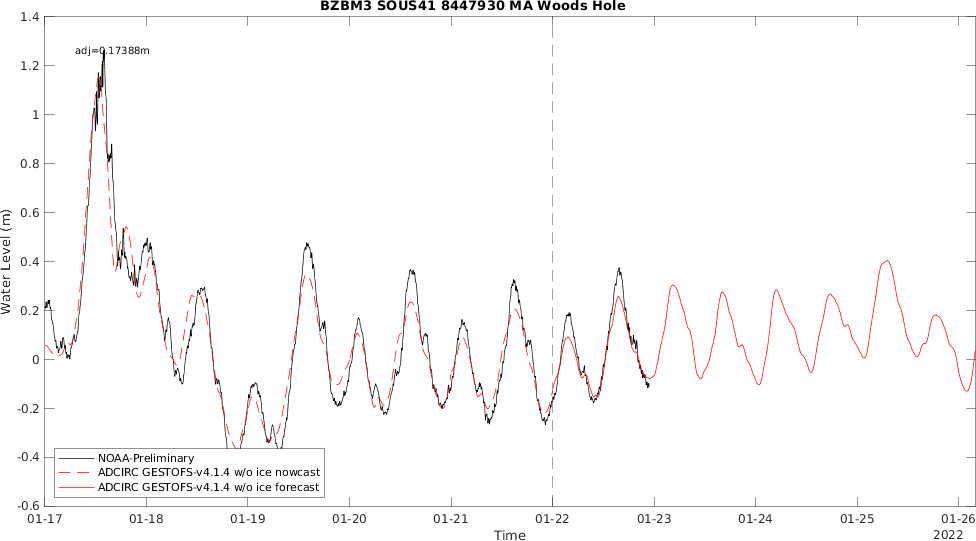 BZBM3 SOUS41 8447930 MA Woods Hole
1.4
1.2
1
0.8
0.6
0.4
0.2
0
-0.2
-0.4
-0.6
Water Level (m)
adj=0.17388m
NOAA-Preliminary
ADCIRC GESTOFS-v4.1.4 w/o ice nowcast
ADCIRC GESTOFS-v4.1.4 w/o ice forecast
01-17 01-18 01-19 01-20 01-21 01-22 01-23 01-24 01-25 01-26
Time
2022